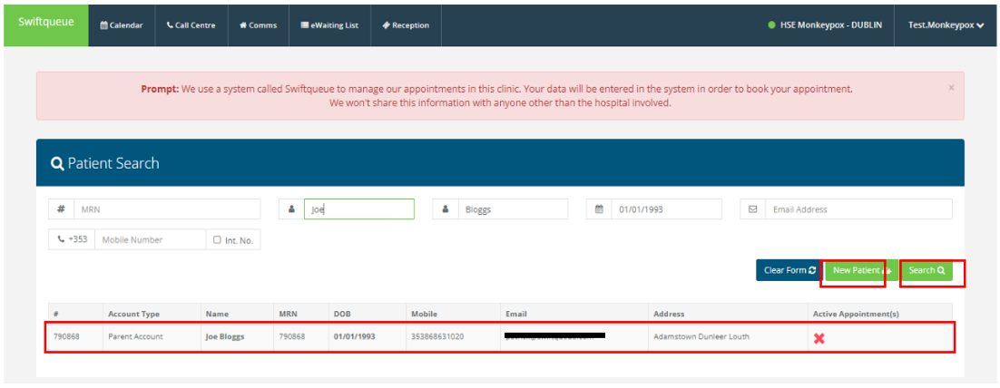 Swiftqueue Calendar Call Centre Comms eWaiting List Reception HSE Monkeypox - DUBLIN Test.Monkeypox
Prompt: We use a system called Swiftqueue to manage our appointments in this clinic. Your data will be entered in the system in order to book your appointment. ×
We won't share this information with anyone other than the hospital involved.
Patient Search
# MRN Joe Bloggs 01/01/1993 Email Address
+353 Mobile Number Int. No.
Clear Form New Patient Search
# Account Type Name MRN DOB Mobile Email Address Active Appointment(s)
790868 Parent Account Joe Bloggs 790868 01/01/1993 353868631020 Adamstown Dunleer Louth